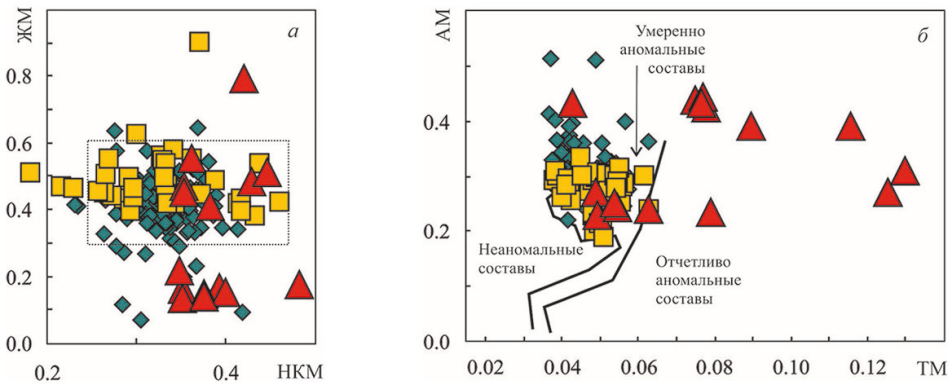 ЖМ
а
0.8
0.6
0.4
0.2
0.0
0.2
0.4
НКМ
АМ
б
Умеренно
аномальные
составы
0.4
0.2
0.0
Неаномальные
составы
Отчетливо
аномальные
составы
0.02
0.04
0.06
0.08
0.10
0.12
ТМ